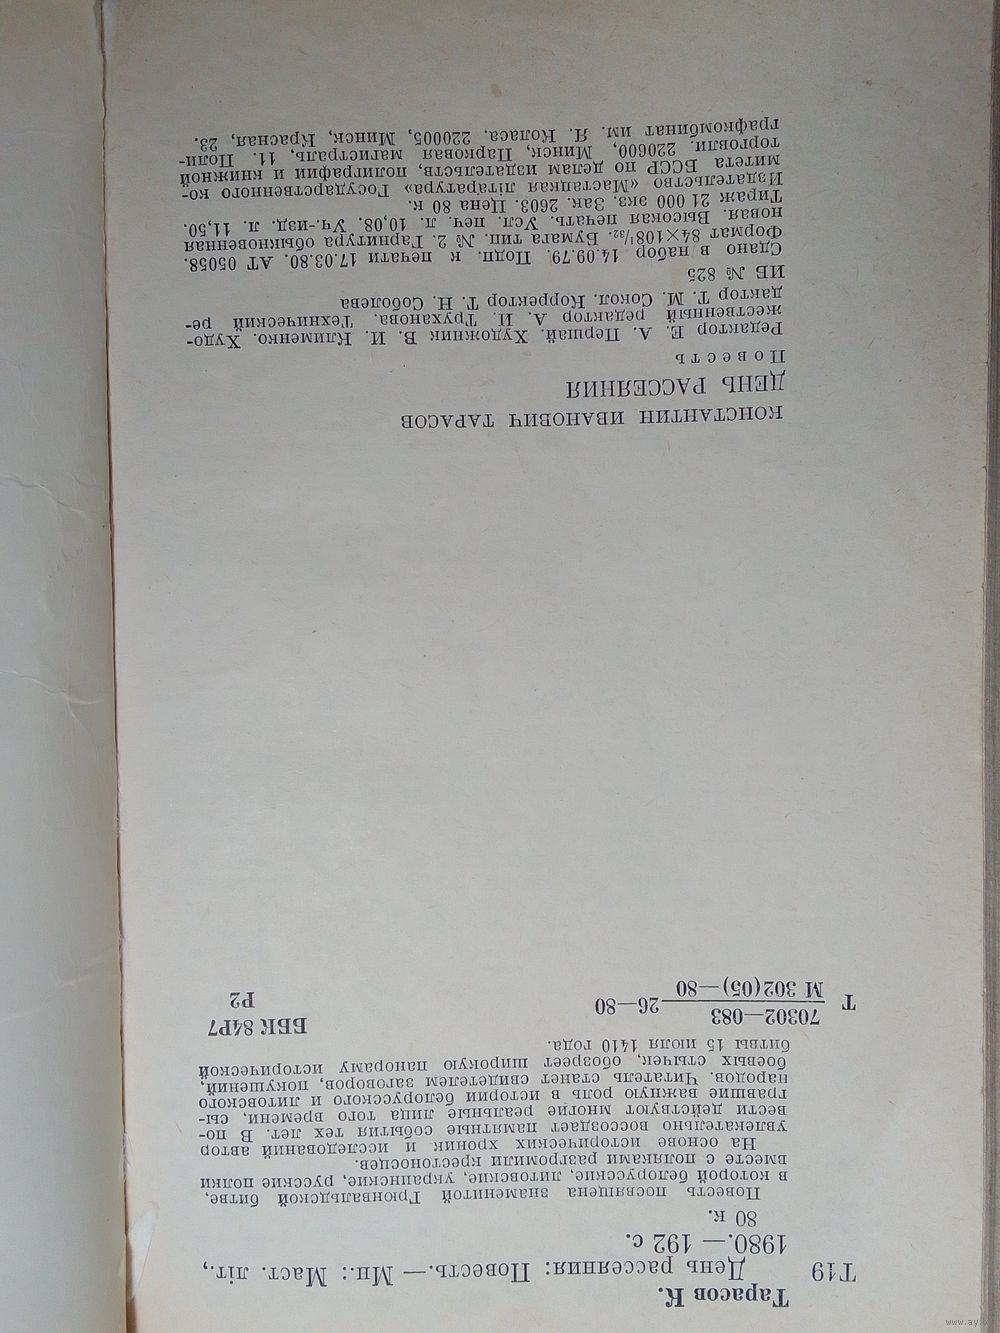 Тарасов К.
Т19 День рассеяния: Повесть.— Мн.: Маст. літ.,
1980.— 192 с.
80 к.
Повесть посвящена знаменитой Грюнвальдской битве,
в которой белорусские, литовские, украинские, русские полки
вместе с поляками разгромили крестоносцев.
На основе исторических хроник и исследований автор
увлекательно воссоздает памятные события тех лет. В по-
вести действуют многие реальные лица того времени, сы-
гравшие важную роль в истории белорусского и литовского
народов. Читатель станет свидетелем заговоров, покушений,
боевых стычек, обозреет широкую панораму исторической
битвы 15 июля 1410 года.
Т 70302—083 26—80
М 302(05)—80
ББК 84Р7
Р2
КОНСТАНТИН ИВАНОВИЧ ТАРАСОВ
ДЕНЬ РАССЕЯНИЯ
Повесть
Редактор Е. А. Першай. Художник В. И. Клименко. Худо-
жественный редактор А. И. Труханова. Технический ре-
дактор Т. М. Сокол. Корректор Т. Н. Соболева
ИБ № 825
Сдано в набор 14.09.79. Подп. к печати 17.03.80. АТ 05058.
Формат 84×108¹/₃₂. Бумага тип. № 2. Гарнитура обыкновенная
новая. Высокая печать. Усл. печ. л. 10,08. Уч.-изд. л. 11,50.
Тираж 21 000 экз. Зак. 2603. Цена 80 к.
Издательство «Мастацкая літаратура» Государственного ко-
митета БССР по делам издательств, полиграфии и книжной
торговли. 220600, Минск, Парковая магистраль, 11. Поли-
графкомбинат им. Я. Коласа. 220005, Минск, Красная, 23.